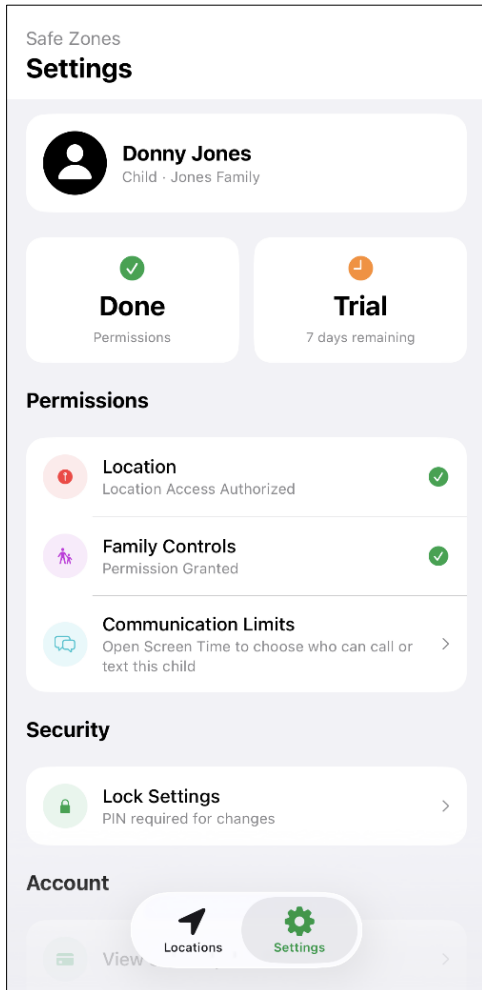 Safe Zones
Settings
Donny Jones
Child · Jones Family
Done
Permissions
Trial
7 days remaining
Permissions
Location
Location Access Authorized
Family Controls
Permission Granted
Communication Limits
Open Screen Time to choose who can call or
text this child
Security
Lock Settings
PIN required for changes
Account
View
Locations
Settings